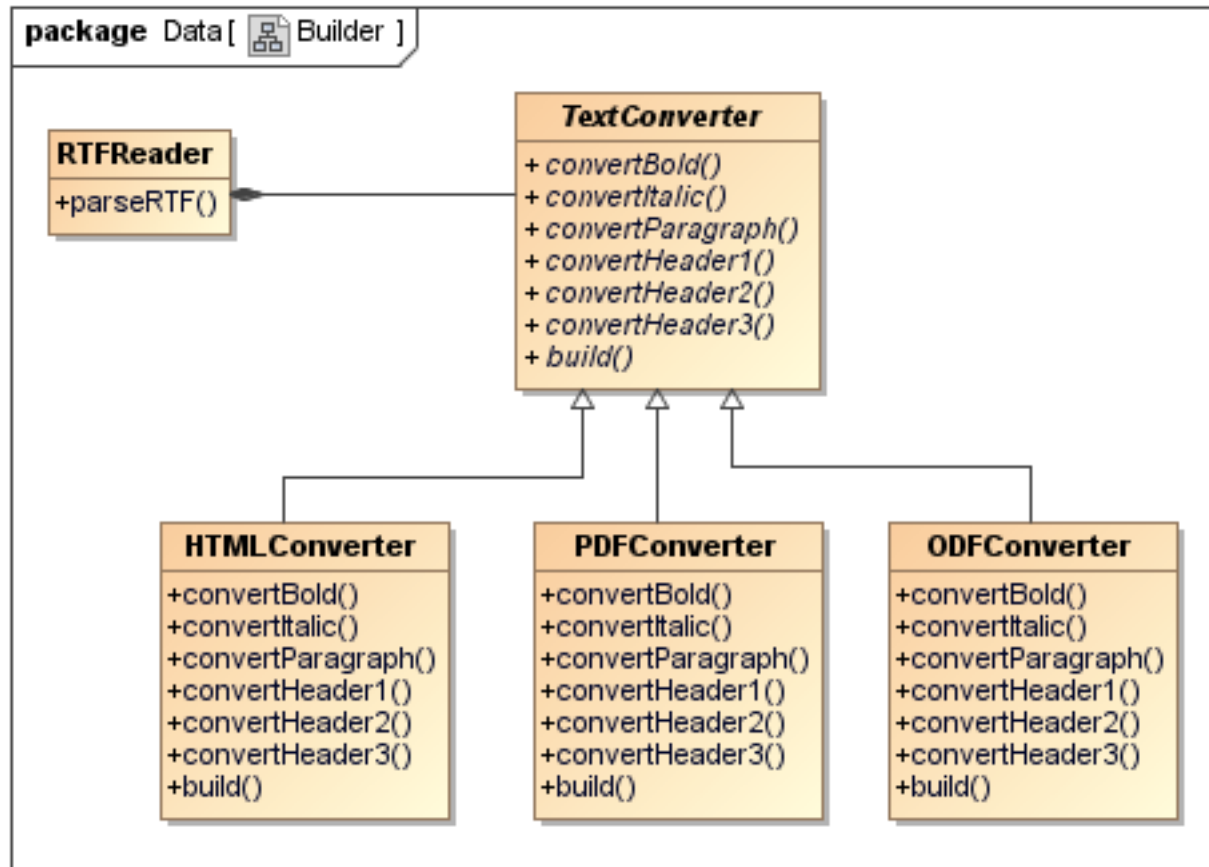 package Data[ Builder ]
RTFReader
+parseRTF()
TextConverter
+ convertBold()
+ convertItalic()
+ convertParagraph()
+ convertHeader1()
+ convertHeader2()
+ convertHeader3()
+ build()
HTMLConverter
+convertBold()
+convertItalic()
+convertParagraph()
+convertHeader1()
+convertHeader2()
+convertHeader3()
+build()
PDFConverter
+convertBold()
+convertItalic()
+convertParagraph()
+convertHeader1()
+convertHeader2()
+convertHeader3()
+build()
ODFConverter
+convertBold()
+convertItalic()
+convertParagraph()
+convertHeader1()
+convertHeader2()
+convertHeader3()
+build()